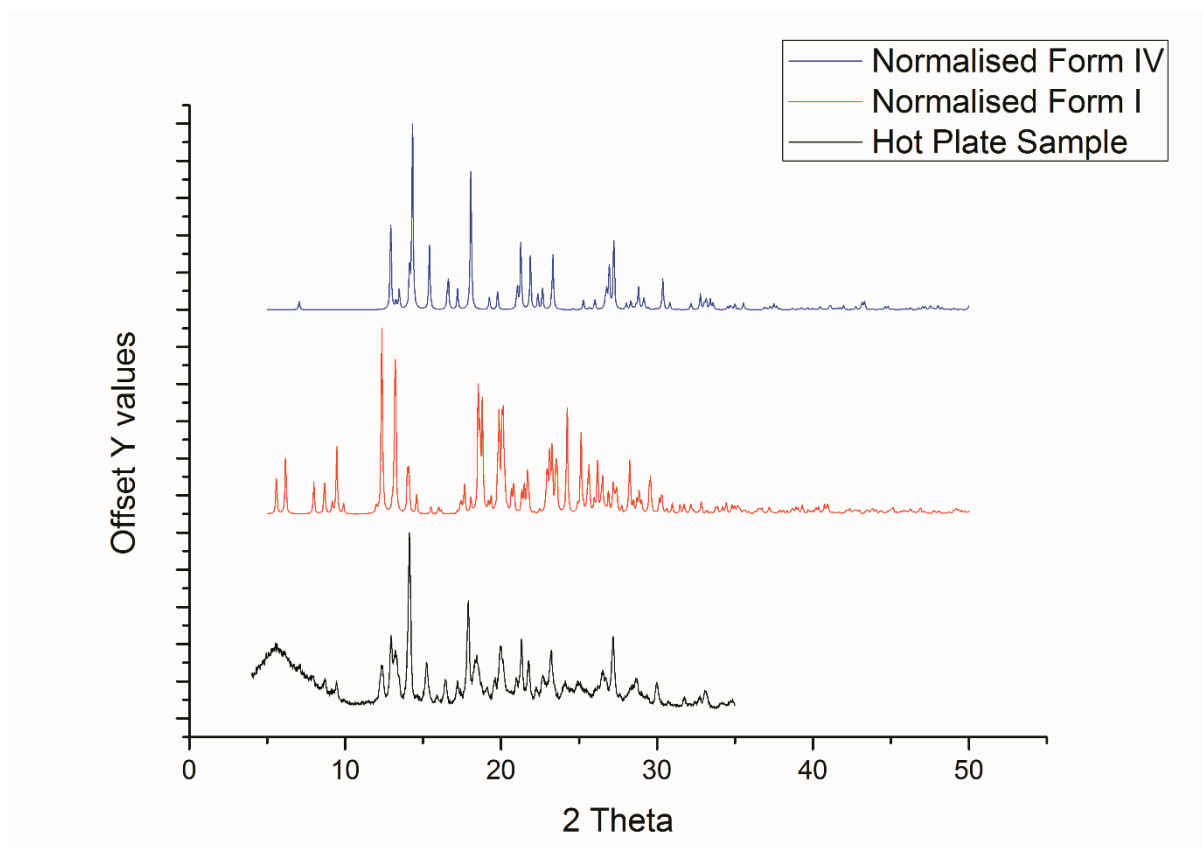 Normalised Form IV
Normalised Form I
Hot Plate Sample
Offset Y values
0 10 20 30 40 50
2 Theta